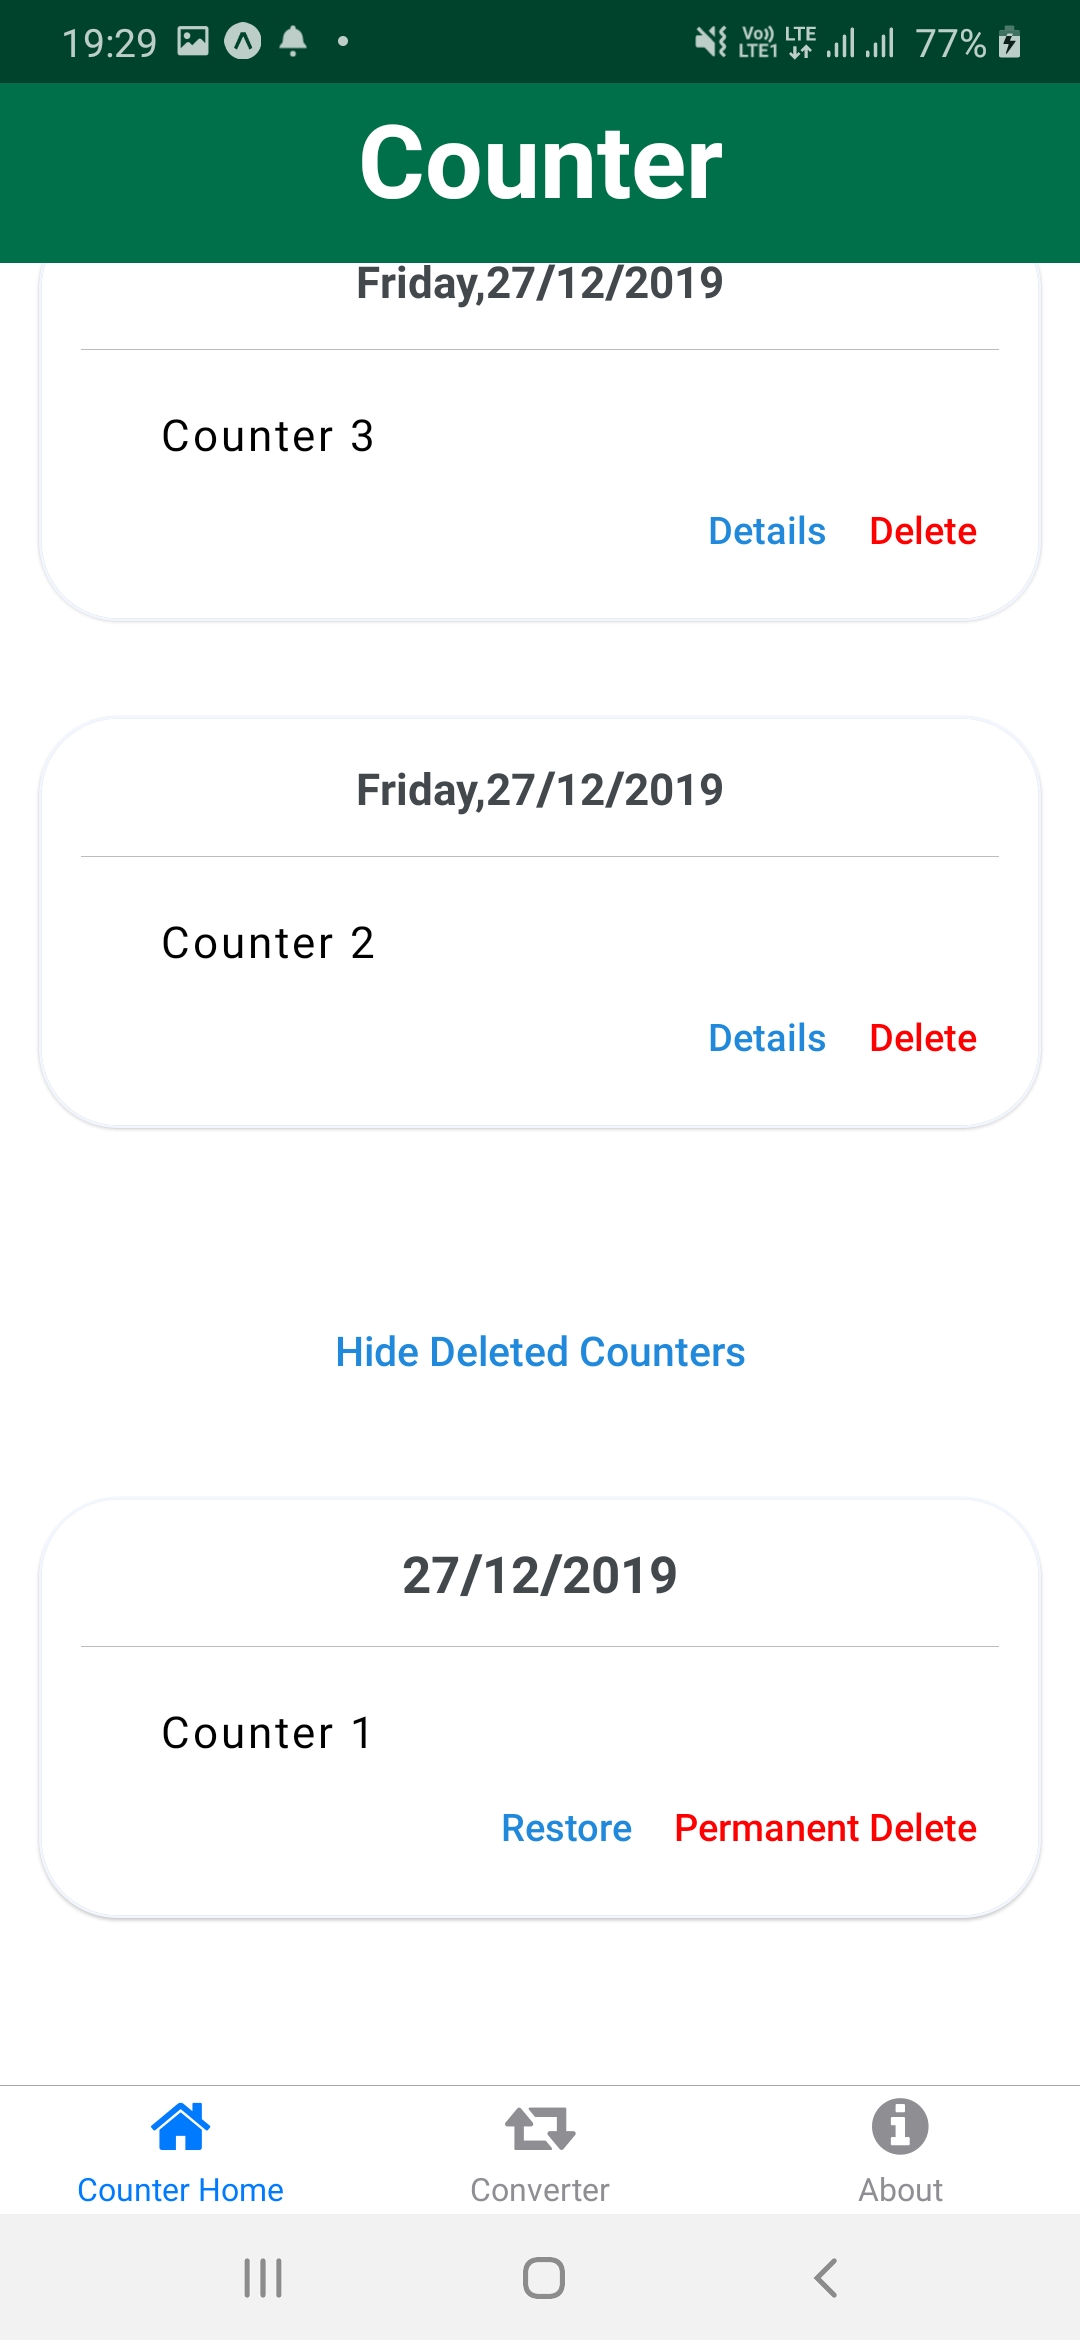 19:29 Vo)) LTE1 LTE 77%
Counter
Friday,27/12/2019
Counter 3
Details Delete
Friday,27/12/2019
Counter 2
Details Delete
Hide Deleted Counters
27/12/2019
Counter 1
Restore Permanent Delete
Counter Home Converter About